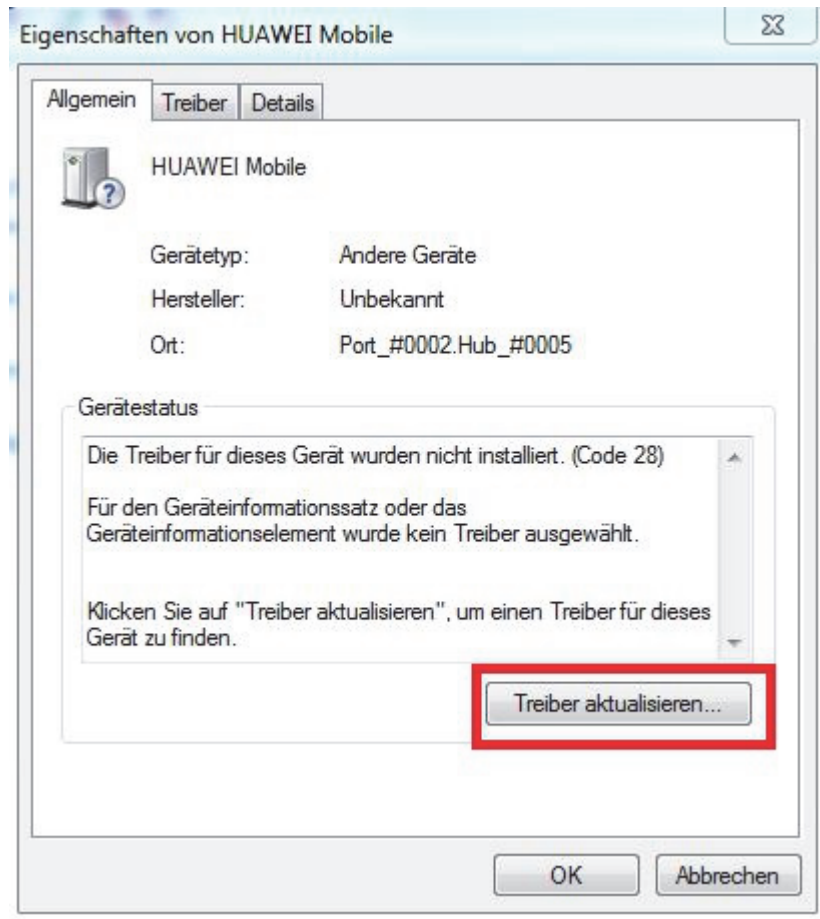 Eigenschaften von HUAWEI Mobile
Allgemein Treiber Details
HUAWEI Mobile
Gerätetyp: Andere Geräte
Hersteller: Unbekannt
Ort: Port_#0002.Hub_#0005
Gerätestatus
Die Treiber für dieses Gerät wurden nicht installiert. (Code 28)
Für den Geräteinformationssatz oder das
Geräteinformationselement wurde kein Treiber ausgewählt.
Klicken Sie auf "Treiber aktualisieren", um einen Treiber für dieses
Gerät zu finden.
Treiber aktualisieren...
OK Abbrechen